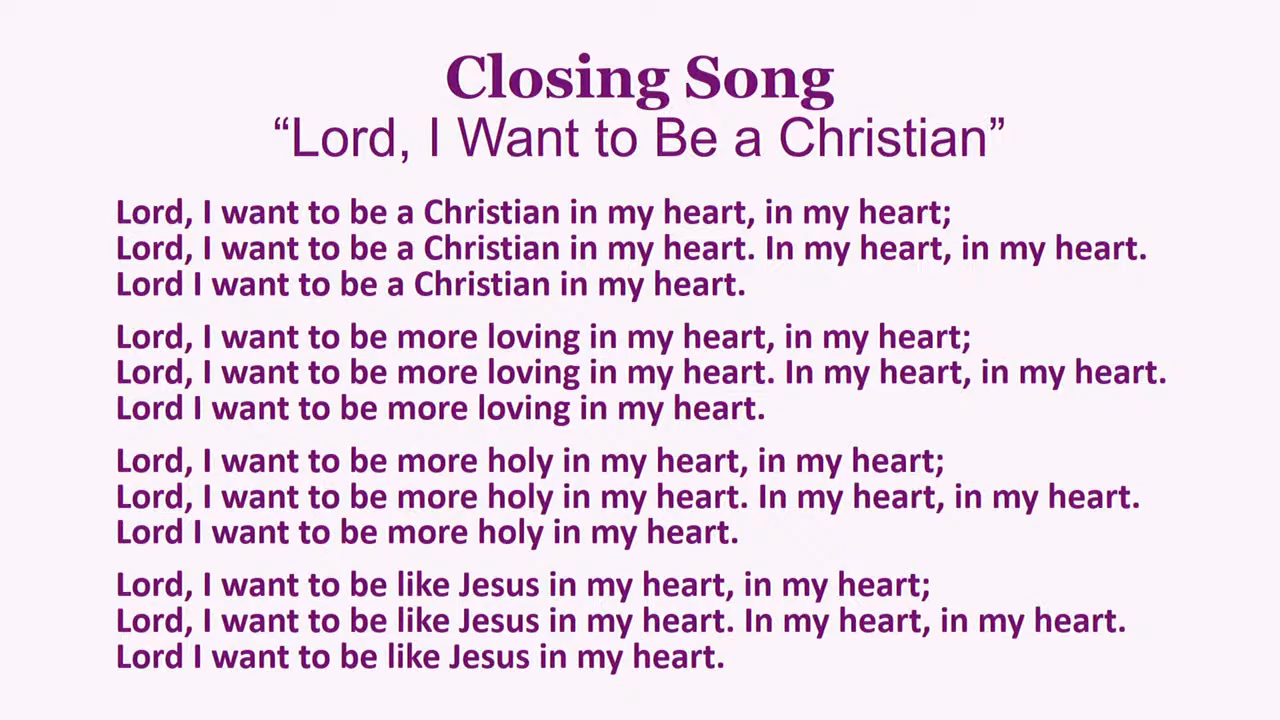 Closing Song
“Lord, I Want to Be a Christian”
Lord, I want to be a Christian in my heart, in my heart;
Lord, I want to be a Christian in my heart. In my heart, in my heart.
Lord I want to be a Christian in my heart.
Lord, I want to be more loving in my heart, in my heart;
Lord, I want to be more loving in my heart. In my heart, in my heart.
Lord I want to be more loving in my heart.
Lord, I want to be more holy in my heart, in my heart;
Lord, I want to be more holy in my heart. In my heart, in my heart.
Lord I want to be more holy in my heart.
Lord, I want to be like Jesus in my heart, in my heart;
Lord, I want to be like Jesus in my heart. In my heart, in my heart.
Lord I want to be like Jesus in my heart.